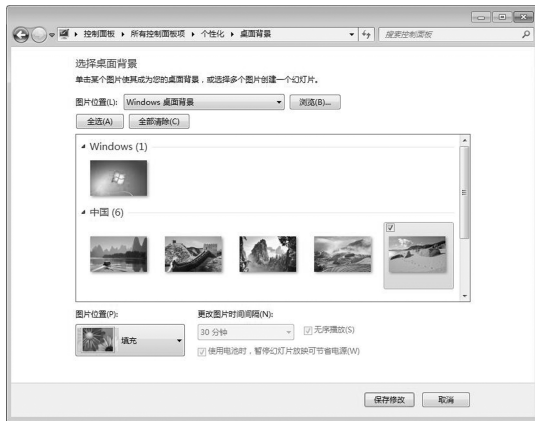 控制面板 ▸ 所有控制面板项 ▸ 个性化 ▸ 桌面背景
搜索控制面板
选择桌面背景
单击某个图片使其成为您的桌面背景，或选择多个图片创建一个幻灯片。
图片位置(L): Windows 桌面背景 浏览(B)...
全选(A) 全部清除(C)
Windows (1)
中国 (6)
图片位置(P): 更改图片时间间隔(N):
填充 30 分钟 无序播放(S)
使用电池时，暂停幻灯片放映可节省电源(W)
保存修改 取消